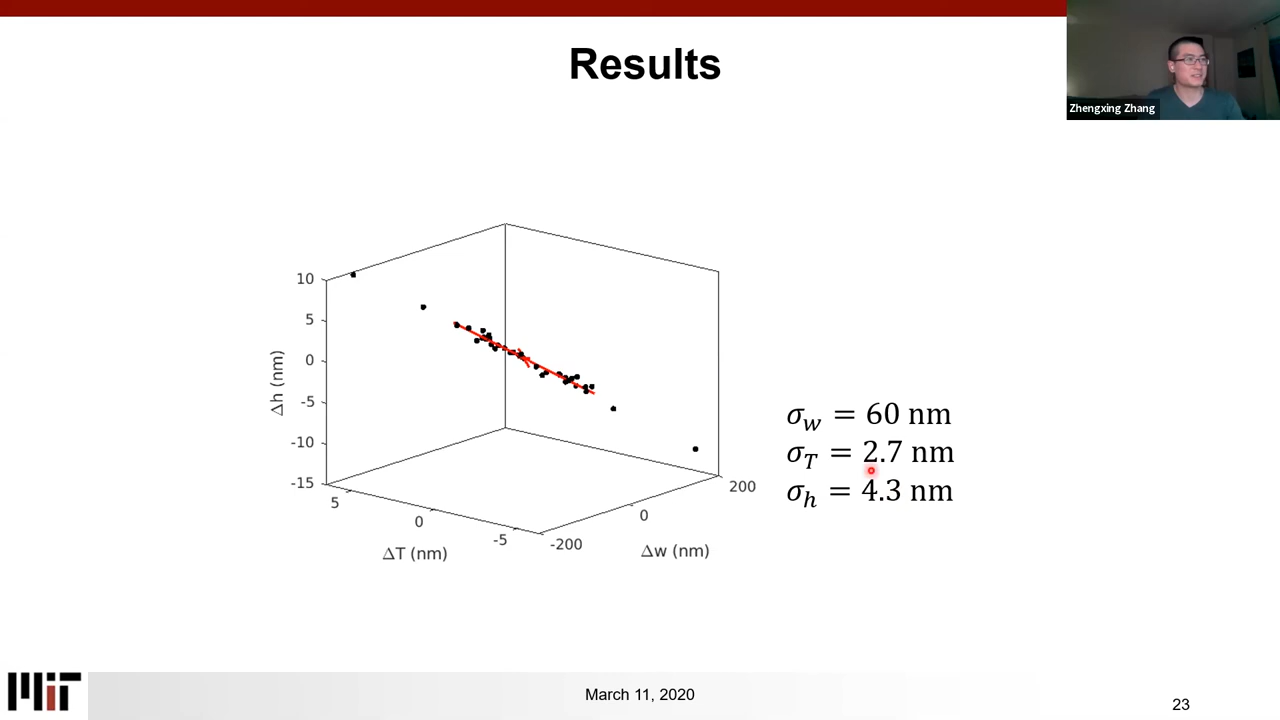 Results
Zhengxing Zhang
10
5
0
-5
-10
-15
Δh (nm)
5
0
-5
ΔT (nm)
-200
0
200
Δw (nm)
σ_w = 60 nm
σ_T = 2.7 nm
σ_h = 4.3 nm
MIT
March 11, 2020
23